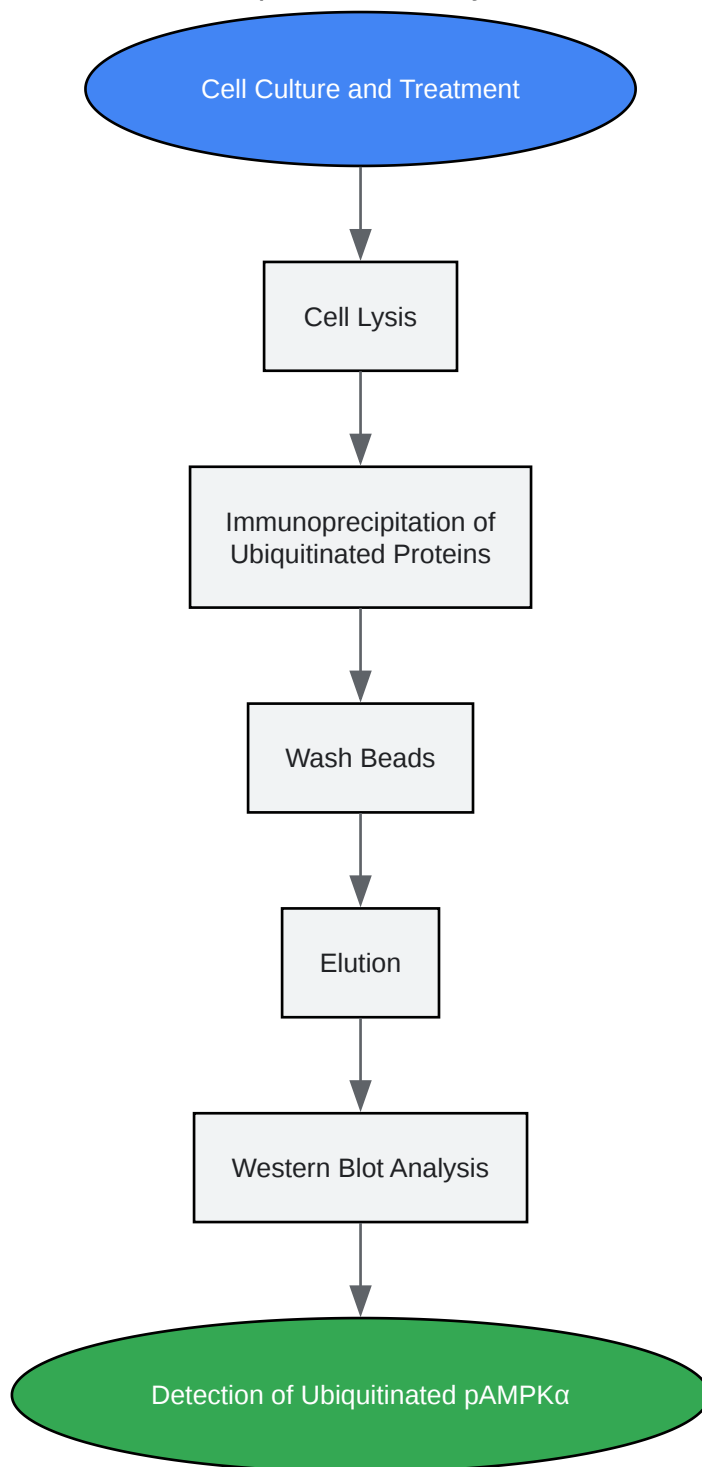 Cell Culture and Treatment
Cell Lysis
Immunoprecipitation of
Ubiquitinated Proteins
Wash Beads
Elution
Western Blot Analysis
Detection of Ubiquitinated pAMPKα